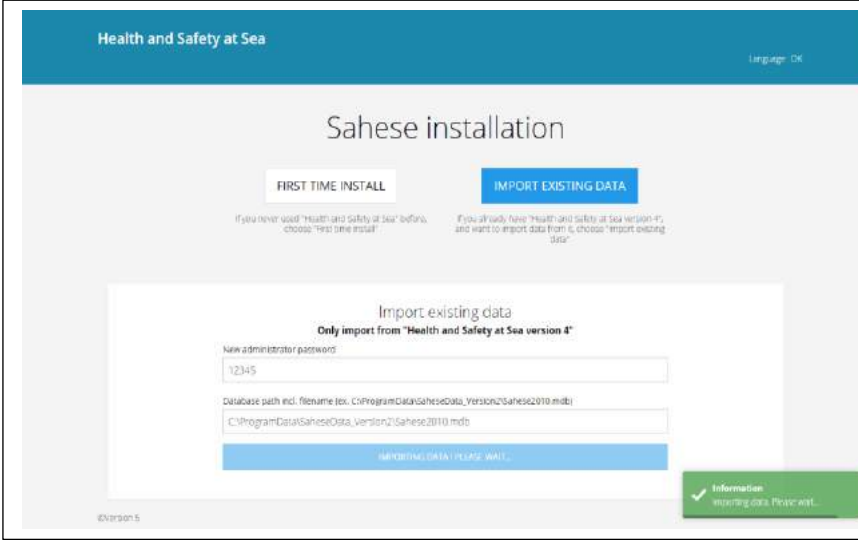 Health and Safety at Sea
Language: DK
Sahese installation
FIRST TIME INSTALL
IMPORT EXISTING DATA
If you never used "Health and Safety at Sea" before,
choose "First time install"
If you already have "Health and Safety at Sea version 4",
and want to import data from it, choose "Import existing
data"
Import existing data
Only import from "Health and Safety at Sea version 4"
New administrator password
12345
Database path incl. filename (ex. C:\ProgramData\SaheseData_Version2\Sahese2010.mdb)
C:\ProgramData\SaheseData_Version2\Sahese2010.mdb
IMPORTING DATA! PLEASE WAIT...
Information
Importing data. Please wait...
©Version 5